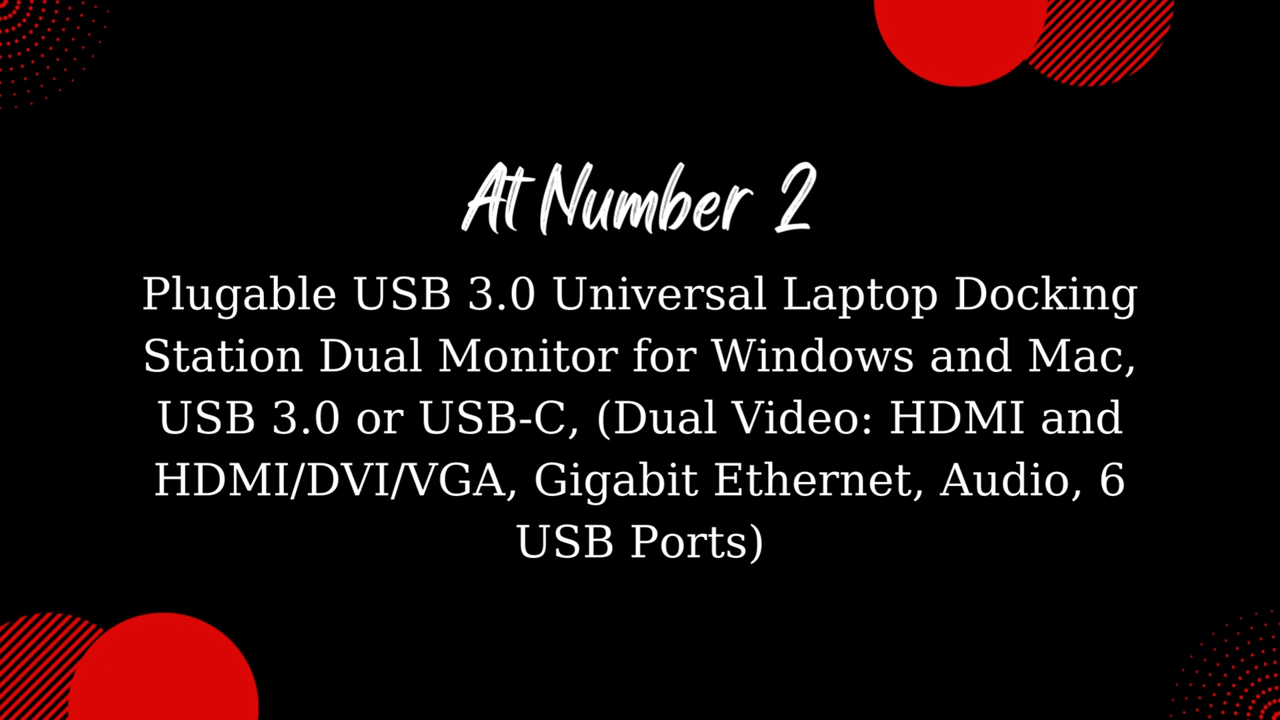 At Number 2
Plugable USB 3.0 Universal Laptop Docking
Station Dual Monitor for Windows and Mac,
USB 3.0 or USB-C, (Dual Video: HDMI and
HDMI/DVI/VGA, Gigabit Ethernet, Audio, 6
USB Ports)